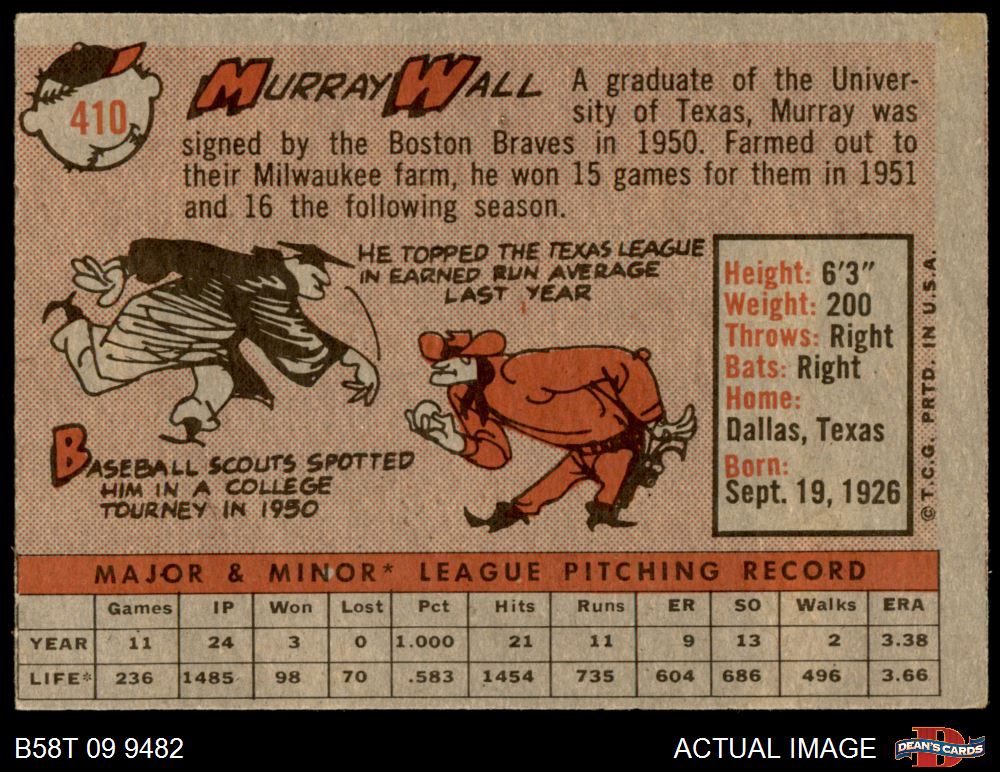 410
MURRAY WALL
A graduate of the Univer-
sity of Texas, Murray was
signed by the Boston Braves in 1950. Farmed out to
their Milwaukee farm, he won 15 games for them in 1951
and 16 the following season.
HE TOPPED THE TEXAS LEAGUE
IN EARNED RUN AVERAGE
LAST YEAR
BASEBALL SCOUTS SPOTTED
HIM IN A COLLEGE
TOURNEY IN 1950
Height: 6'3"
Weight: 200
Throws: Right
Bats: Right
Home:
Dallas, Texas
Born:
Sept. 19, 1926
© T.C.G. PRTD. IN U.S.A.
MAJOR & MINOR* LEAGUE PITCHING RECORD
Games IP Won Lost Pct Hits Runs ER SO Walks ERA
YEAR 11 24 3 0 1.000 21 11 9 13 2 3.38
LIFE* 236 1485 98 70 .583 1454 735 604 686 496 3.66
B58T 09 9482
ACTUAL IMAGE
D
DEAN'S CARDS